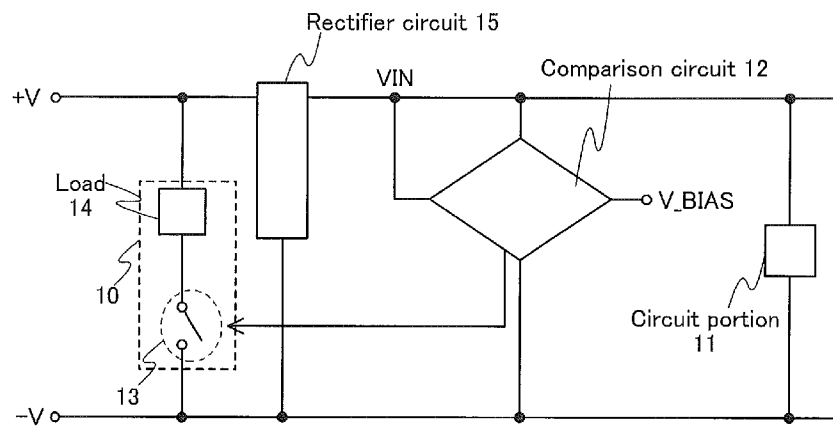 Rectifier circuit 15
VIN
Comparison circuit 12
+V
Load
14
V_BIAS
10
Circuit portion
11
13
-V